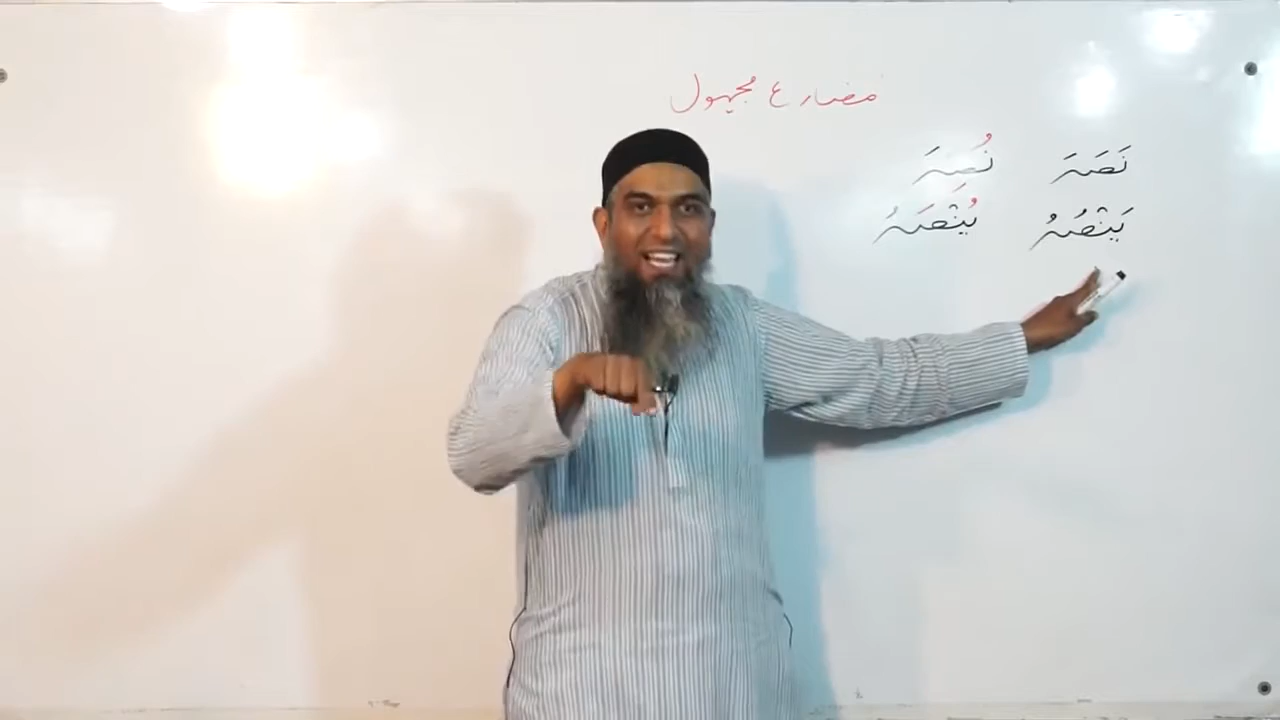 مضارع مجہول
نَصَرَ نُصِرَ
يَنْصُرُ يُنْصَرُ